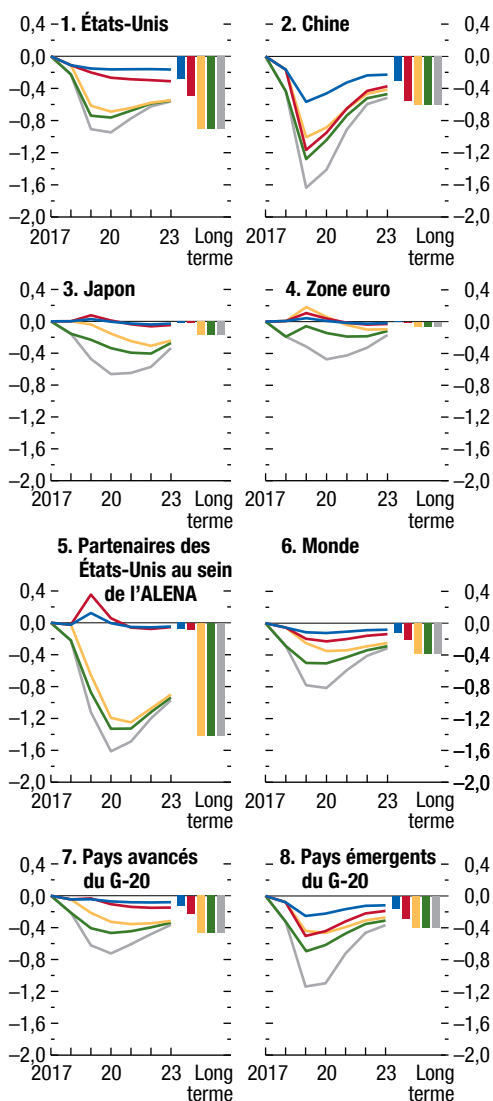 1. États-Unis
0,4
0,0
–0,4
–0,8
–1,2
–1,6
–2,0
2017 20 23 Long
terme
2. Chine
0,4
0,0
–0,4
–0,8
–1,2
–1,6
–2,0
2017 20 23 Long
terme
3. Japon
0,4
0,0
–0,4
–0,8
–1,2
–1,6
–2,0
2017 20 23 Long
terme
4. Zone euro
0,4
0,0
–0,4
–0,8
–1,2
–1,6
–2,0
2017 20 23 Long
terme
5. Partenaires des
États-Unis au sein
de l’ALENA
0,4
0,0
–0,4
–0,8
–1,2
–1,6
–2,0
2017 20 23 Long
terme
6. Monde
0,4
0,0
–0,4
–0,8
–1,2
–1,6
–2,0
2017 20 23 Long
terme
7. Pays avancés
du G-20
0,4
0,0
–0,4
–0,8
–1,2
–1,6
–2,0
2017 20 23 Long
terme
8. Pays émergents
du G-20
0,4
0,0
–0,4
–0,8
–1,2
–1,6
–2,0
2017 20 23 Long
terme